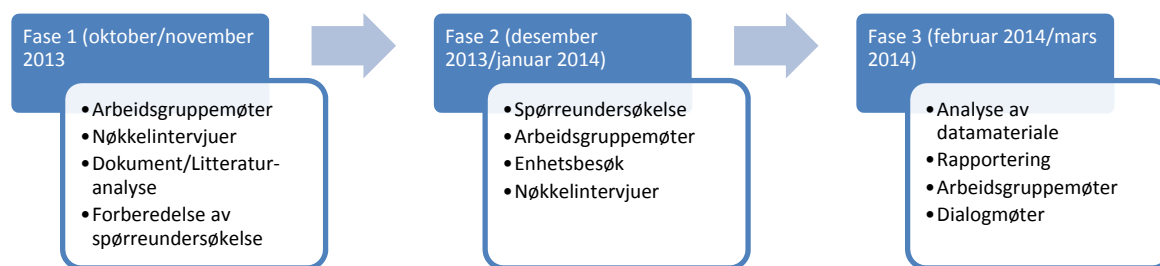 Fase 1 (oktober/november
2013
•Arbeidsgruppemøter
•Nøkkelintervjuer
•Dokument/Litteratur-
analyse
•Forberedelse av
spørreundersøkelse
Fase 2 (desember
2013/januar 2014)
•Spørreundersøkelse
•Arbeidsgruppemøter
•Enhetsbesøk
•Nøkkelintervjuer
Fase 3 (februar 2014/mars
2014)
•Analyse av
datamateriale
•Rapportering
•Arbeidsgruppemøter
•Dialogmøter